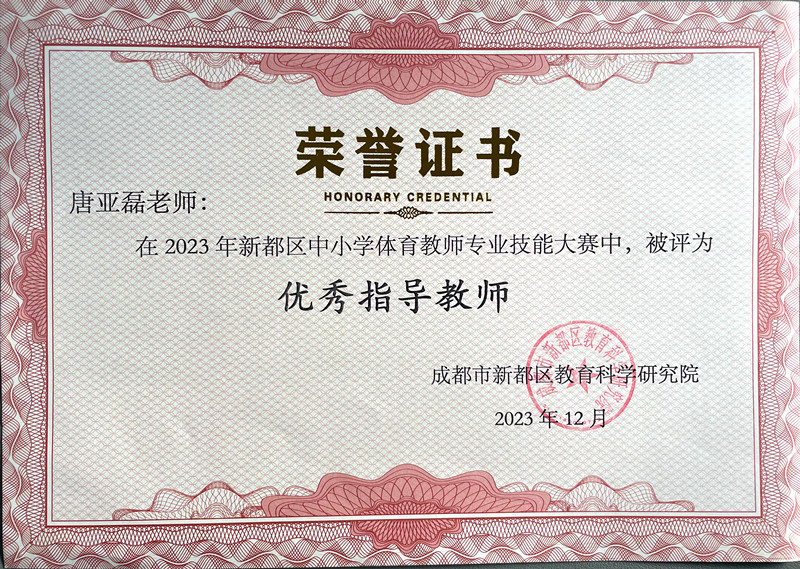 荣誉证书
HONORARY CREDENTIAL
唐亚磊老师：
在 2023 年新都区中小学体育教师专业技能大赛中，被评为
优秀指导教师
成都市新都区教育科学研究院
2023 年 12 月